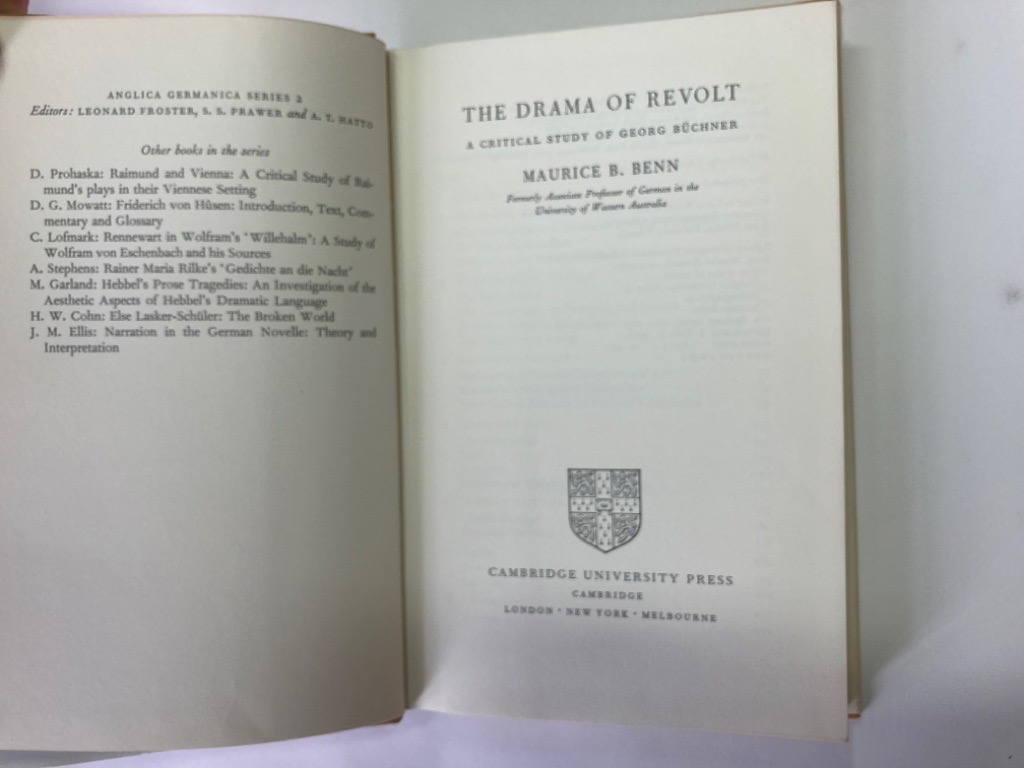 ANGLICA GERMANICA SERIES 2
Editors: LEONARD FROSTER, S. S. PRAWER and A. T. HATTO
Other books in the series
D. Prohaska: Raimund and Vienna: A Critical Study of Rai-
mund's plays in their Viennese Setting
D. G. Mowatt: Friderich von Hûsen: Introduction, Text, Com-
mentary and Glossary
C. Lofmark: Rennewart in Wolfram's 'Willehalm': A Study of
Wolfram von Eschenbach and his Sources
A. Stephens: Rainer Maria Rilke's 'Gedichte an die Nacht'
M. Garland: Hebbel's Prose Tragedies: An Investigation of the
Aesthetic Aspects of Hebbel's Dramatic Language
H. W. Cohn: Else Lasker-Schüler: The Broken World
J. M. Ellis: Narration in the German Novelle: Theory and
Interpretation
THE DRAMA OF REVOLT
A CRITICAL STUDY OF GEORG BÜCHNER
MAURICE B. BENN
Formerly Associate Professor of German in the
University of Western Australia
CAMBRIDGE UNIVERSITY PRESS
CAMBRIDGE
LONDON · NEW YORK · MELBOURNE